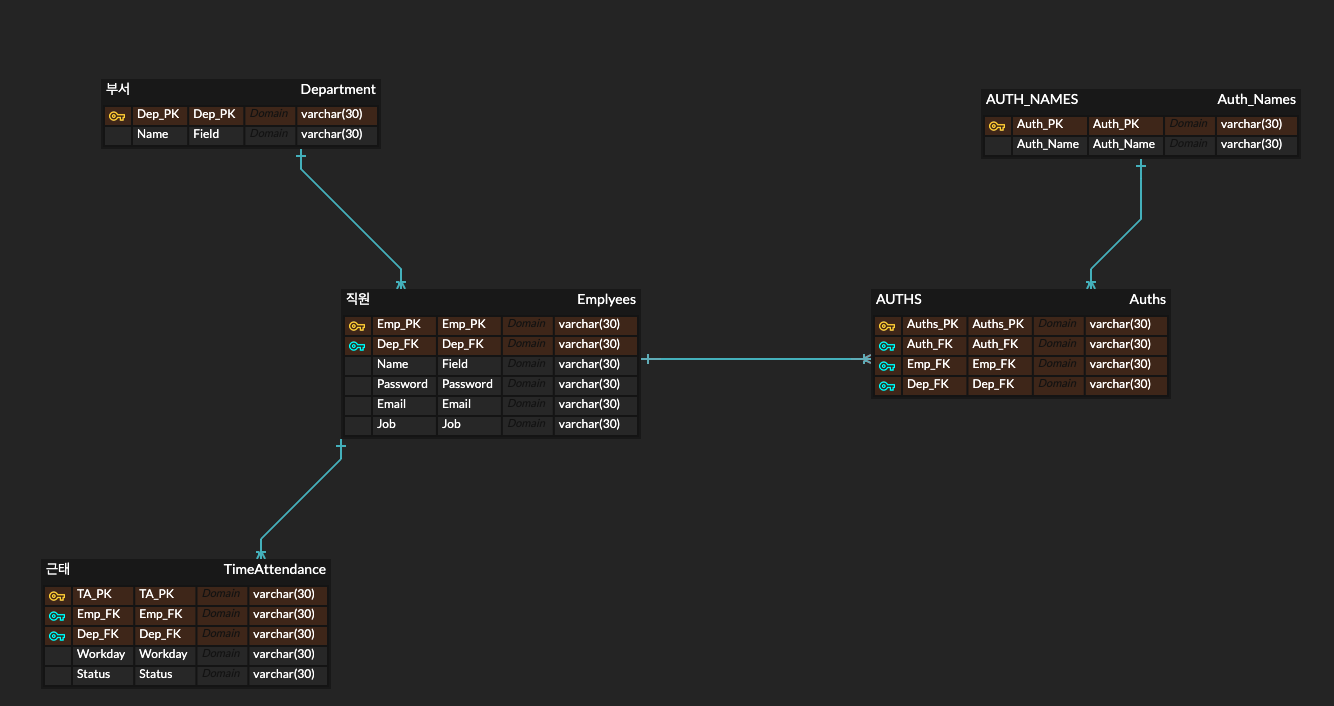 부서 Department
Dep_PK Dep_PK Domain varchar(30)
Name Field Domain varchar(30)
AUTH_NAMES Auth_Names
Auth_PK Auth_PK Domain varchar(30)
Auth_Name Auth_Name Domain varchar(30)
직원 Emplyees
Emp_PK Emp_PK Domain varchar(30)
Dep_FK Dep_FK Domain varchar(30)
Name Field Domain varchar(30)
Password Password Domain varchar(30)
Email Email Domain varchar(30)
Job Job Domain varchar(30)
AUTHS Auths
Auths_PK Auths_PK Domain varchar(30)
Auth_FK Auth_FK Domain varchar(30)
Emp_FK Emp_FK Domain varchar(30)
Dep_FK Dep_FK Domain varchar(30)
근태 TimeAttendance
TA_PK TA_PK Domain varchar(30)
Emp_FK Emp_FK Domain varchar(30)
Dep_FK Dep_FK Domain varchar(30)
Workday Workday Domain varchar(30)
Status Status Domain varchar(30)